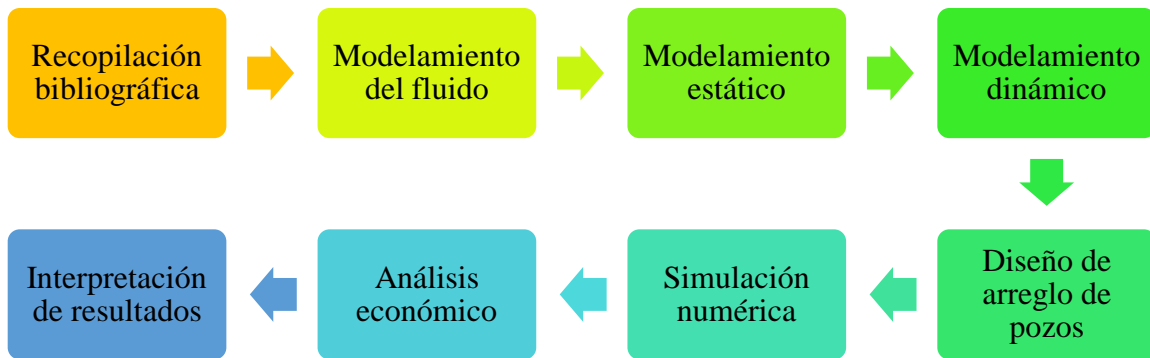 Recopilación
bibliográfica
Modelamiento
del fluido
Modelamiento
estático
Modelamiento
dinámico
Diseño de
arreglo de
pozos
Simulación
numérica
Análisis
económico
Interpretación
de resultados